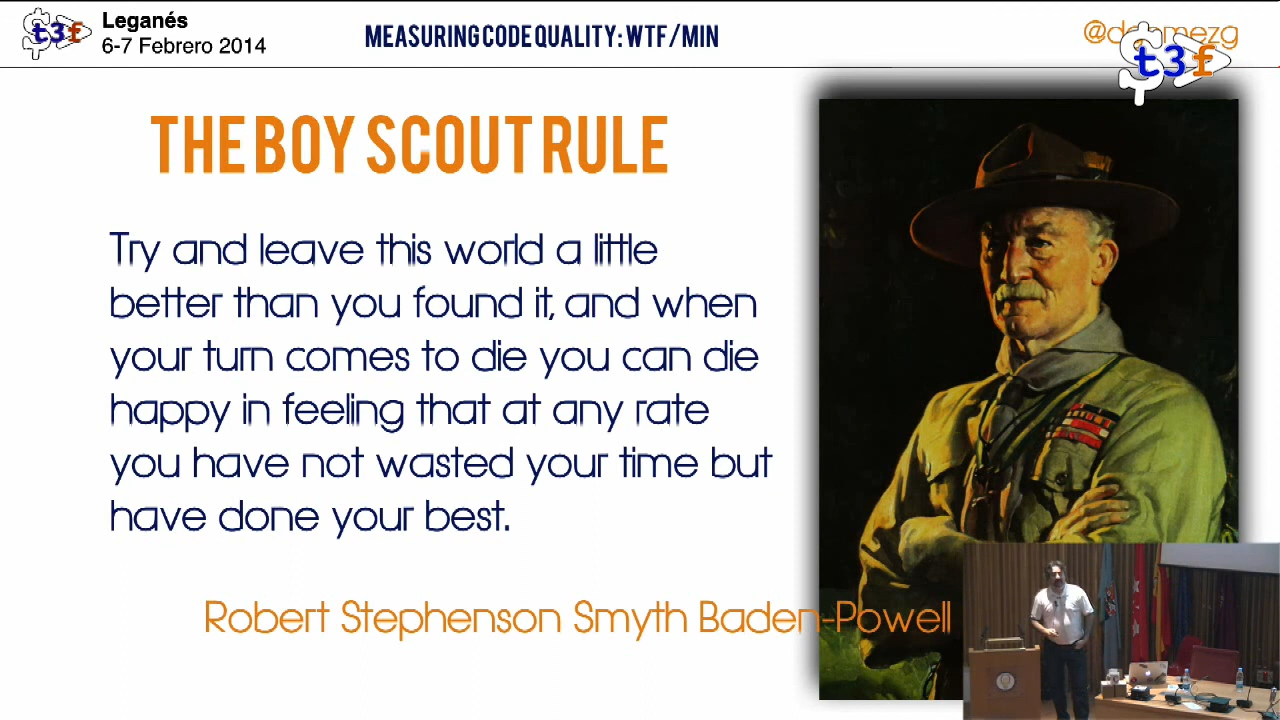 t3f
Leganés
6-7 Febrero 2014
MEASURING CODE QUALITY: WTF/MIN
t3f
THE BOY SCOUT RULE
Try and leave this world a little
better than you found it, and when
your turn comes to die you can die
happy in feeling that at any rate
you have not wasted your time but
have done your best.
Robert Stephenson Smyth Baden-Powell